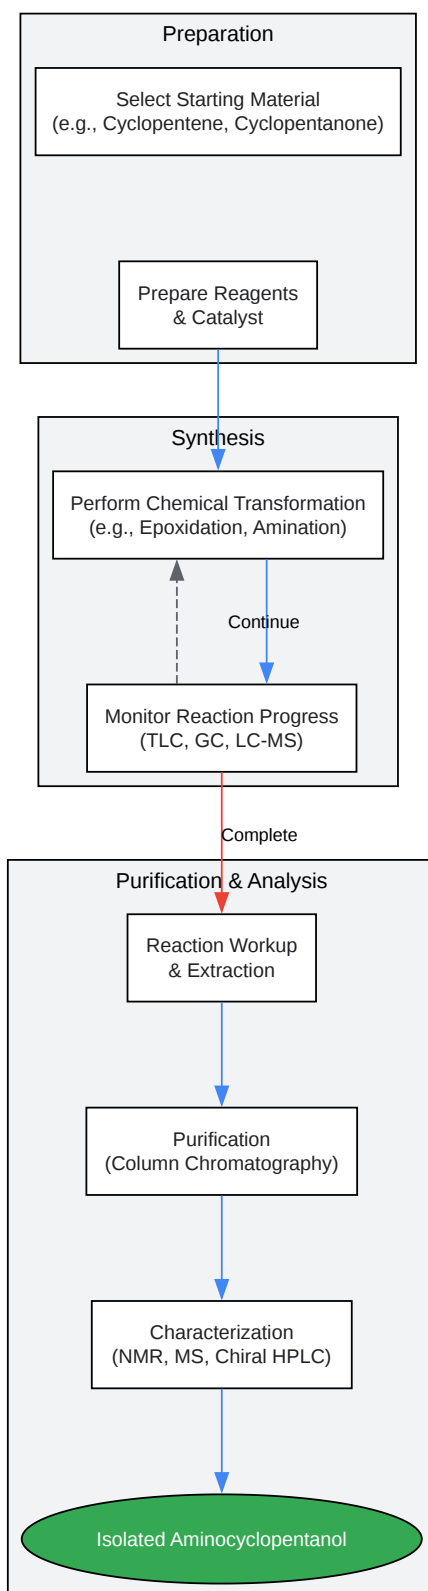 Preparation
Select Starting Material
(e.g., Cyclopentene, Cyclopentanone)
Prepare Reagents
& Catalyst
Synthesis
Perform Chemical Transformation
(e.g., Epoxidation, Amination)
Continue
Monitor Reaction Progress
(TLC, GC, LC-MS)
Complete
Purification & Analysis
Reaction Workup
& Extraction
Purification
(Column Chromatography)
Characterization
(NMR, MS, Chiral HPLC)
Isolated Aminocyclopentanol